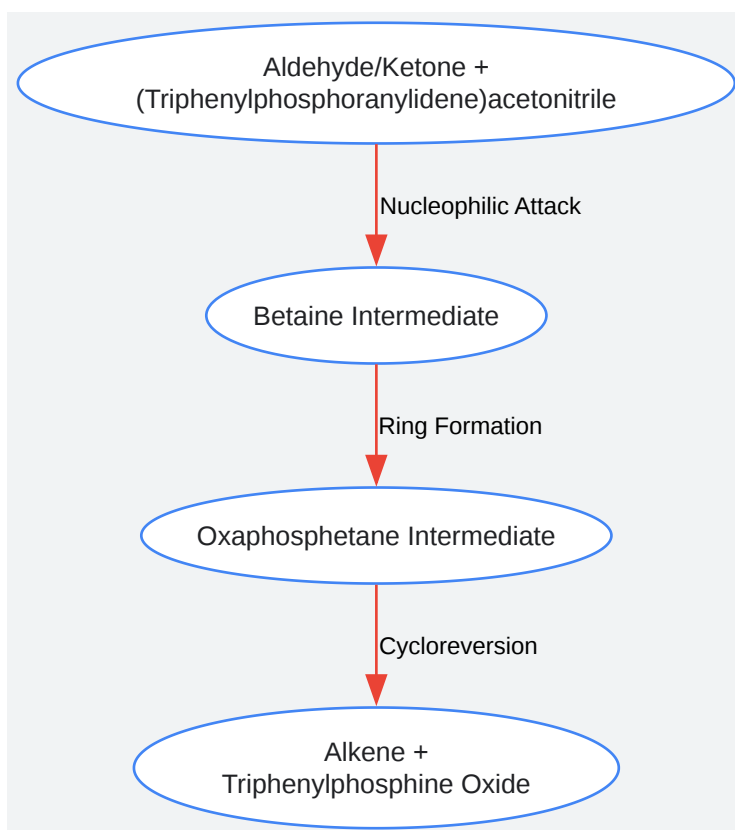 Aldehyde/Ketone +
(Triphenylphosphoranylidene)acetonitrile
Nucleophilic Attack
Betaine Intermediate
Ring Formation
Oxaphosphetane Intermediate
Cycloreversion
Alkene +
Triphenylphosphine Oxide